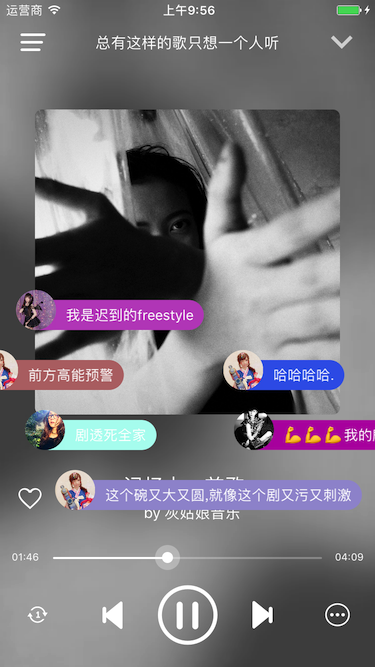 运营商 上午9:56
总有这样的歌只想一个人听
我是迟到的freestyle
前方高能预警 哈哈哈哈.
剧透死全家 💪💪💪我的
这个碗又大又圆,就像这个剧又污又刺激
by 灰姑娘音乐
01:46 04:09
1